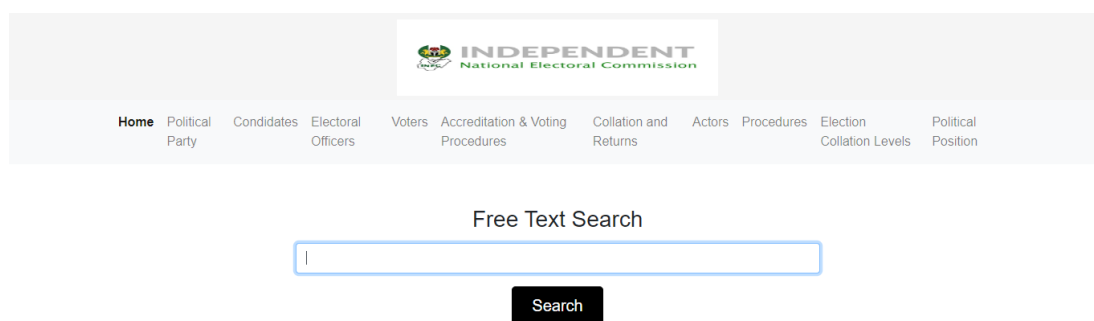 INDEPENDENT
National Electoral Commission
INEC
Home Political Party Condidates Electoral Officers Voters Accreditation & Voting Procedures Collation and Returns Actors Procedures Election Collation Levels Political Position
Free Text Search
Search